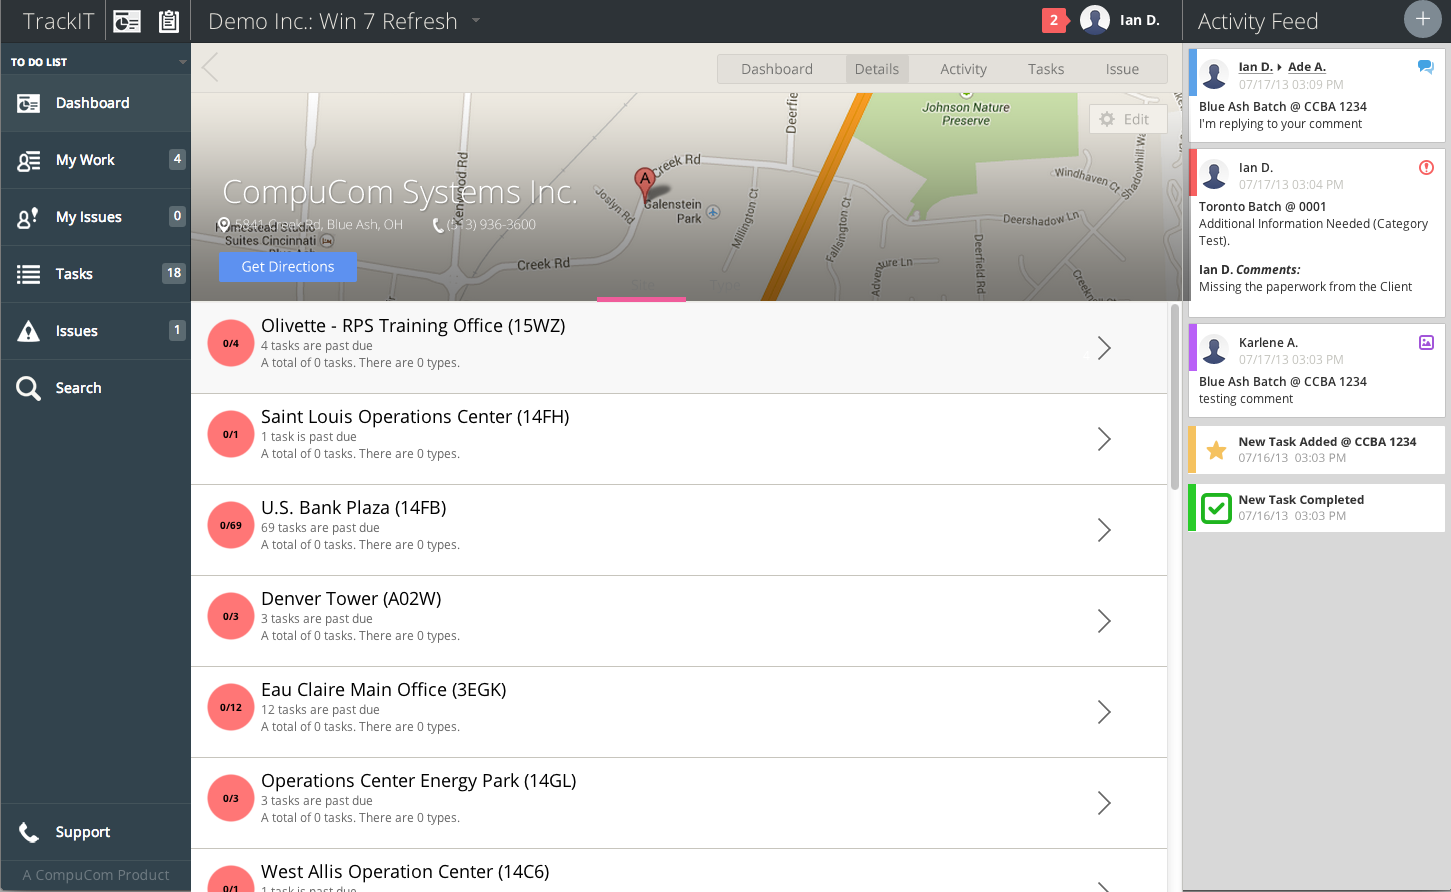 TrackIT
Demo Inc.: Win 7 Refresh
2
Ian D.
Activity Feed
TO DO LIST
Dashboard
My Work
4
My Issues
0
Tasks
18
Issues
1
Search
Support
A CompuCom Product
Dashboard
Details
Activity
Tasks
Issue
Edit
Johnson Nature
Preserve
Deerfie
Creek Rd
A
Kenwood Rd
Joslyn Rd
Galenstein
Park
Millington Ct
Fallsington Ct
Windhaven Ct
Shadowhill Wa
Deershadow Ln
Deerfield Rd
Adventure Ln
Creek Rd
Homestead Studio
Suites Cincinnati
CompuCom Systems Inc.
5841 Creek Rd, Blue Ash, OH
(513) 936-3600
Get Directions
Olivette - RPS Training Office (15WZ)
0/4
4 tasks are past due
A total of 0 tasks. There are 0 types.
Saint Louis Operations Center (14FH)
0/1
1 task is past due
A total of 0 tasks. There are 0 types.
U.S. Bank Plaza (14FB)
0/69
69 tasks are past due
A total of 0 tasks. There are 0 types.
Denver Tower (A02W)
0/3
3 tasks are past due
A total of 0 tasks. There are 0 types.
Eau Claire Main Office (3EGK)
0/12
12 tasks are past due
A total of 0 tasks. There are 0 types.
Operations Center Energy Park (14GL)
0/3
3 tasks are past due
A total of 0 tasks. There are 0 types.
West Allis Operation Center (14C6)
0/1
1 task is past due
Ian D. Ade A.
07/17/13 03:09 PM
Blue Ash Batch @ CCBA 1234
I'm replying to your comment
Ian D.
07/17/13 03:04 PM
Toronto Batch @ 0001
Additional Information Needed (Category
Test).
Ian D. Comments:
Missing the paperwork from the Client
Karlene A.
07/17/13 03:03 PM
Blue Ash Batch @ CCBA 1234
testing comment
New Task Added @ CCBA 1234
07/16/13 03:03 PM
New Task Completed
07/16/13 03:03 PM